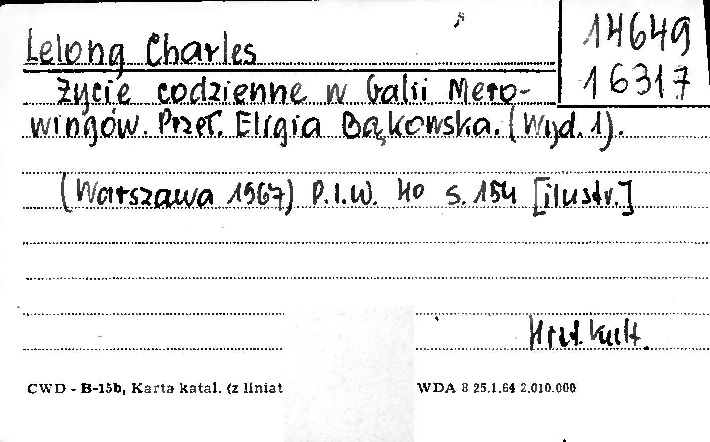 Lelong Charles
14649
16317
Życie codzienne w Galii Mero-
wingów. Przeł. Eligia Bąkowska. (Wyd. 1).
(Warszawa 1967) P.I.W. 40 s. 154 [ilustr.]
Hist. kult.
CWD - B-15b, Karta katal. (z liniat
WDA 8 25.1.64 2.010.000